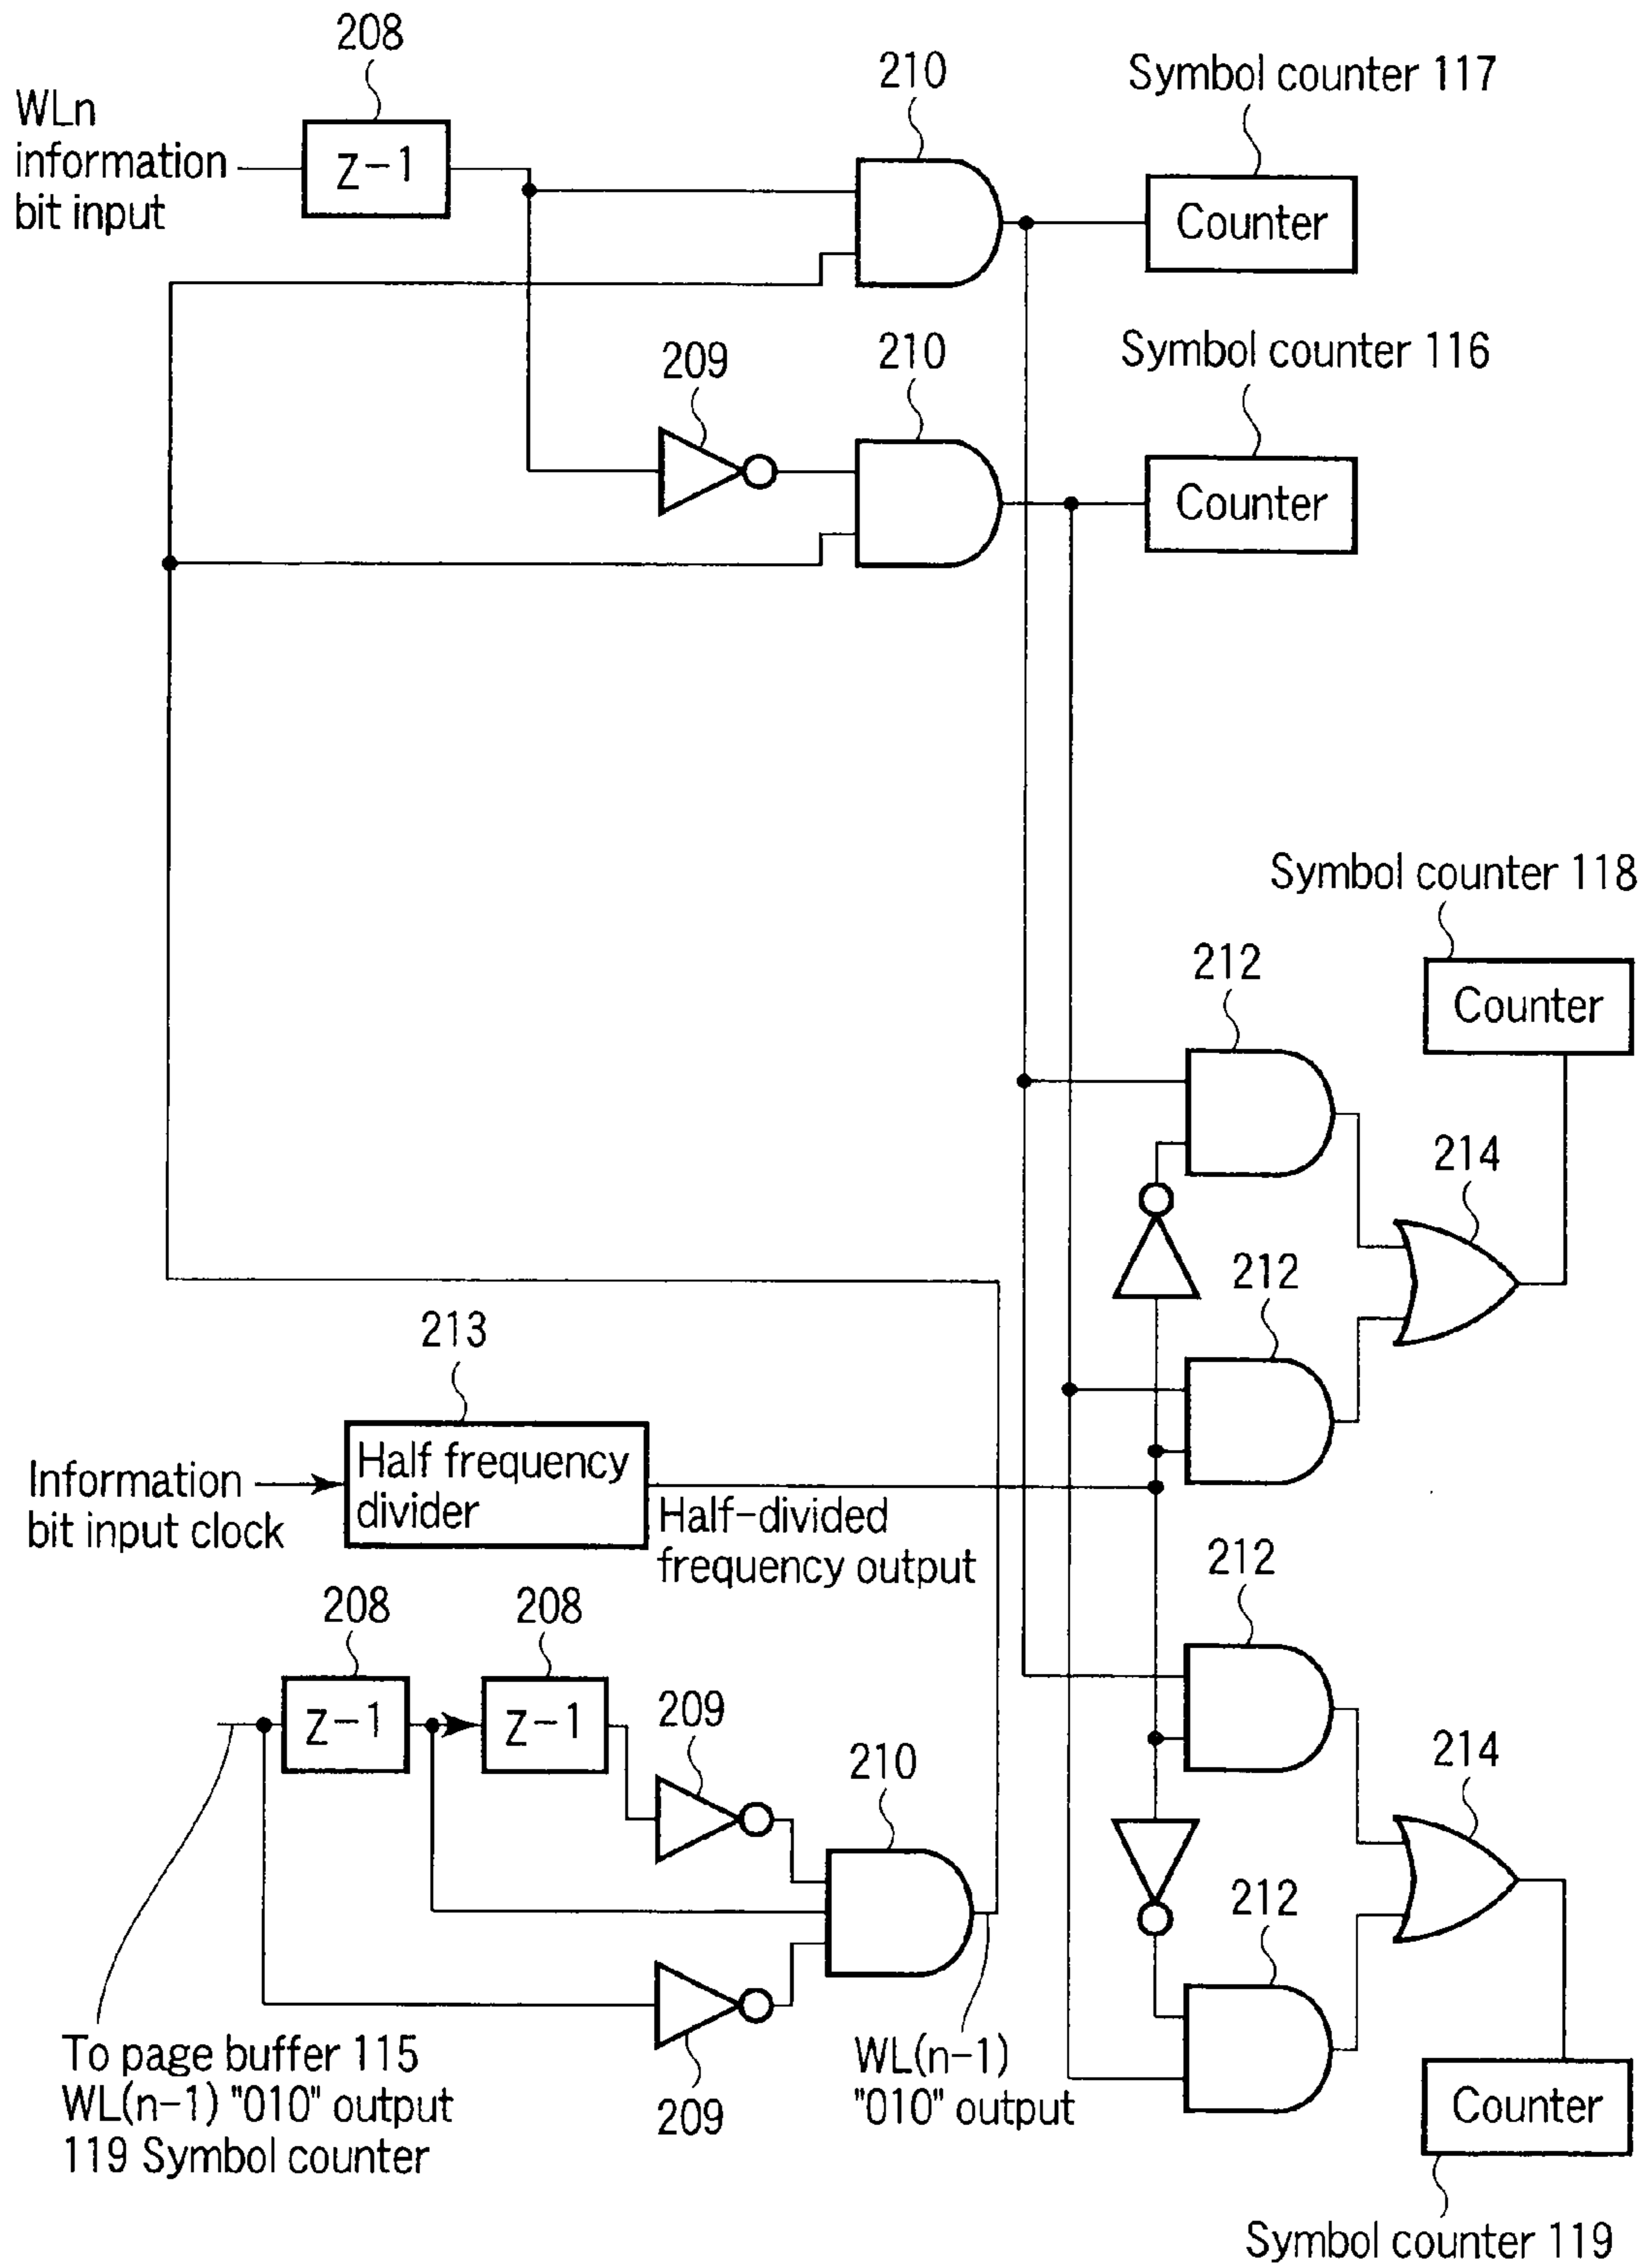 208
WLn
information
bit input
Z-1
210
Symbol counter 117
Counter
209
210
Symbol counter 116
Counter
Symbol counter 118
Counter
212
214
212
213
Information
bit input clock
Half frequency
divider
Half-divided
frequency output
212
208
208
Z-1
Z-1
209
210
214
212
209
To page buffer 115
WL(n-1) "010" output
119 Symbol counter
WL(n-1)
"010" output
Counter
Symbol counter 119